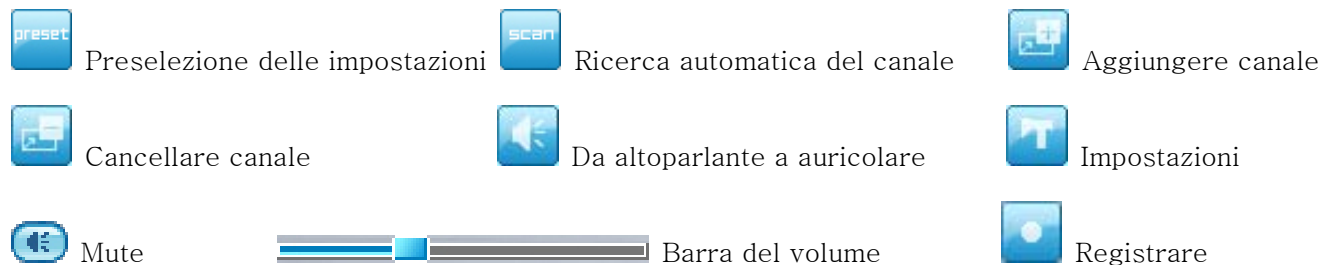 preset Preselezione delle impostazioni scan Ricerca automatica del canale Aggiungere canale
Cancellare canale Da altoparlante a auricolare Impostazioni
Mute Barra del volume Registrare